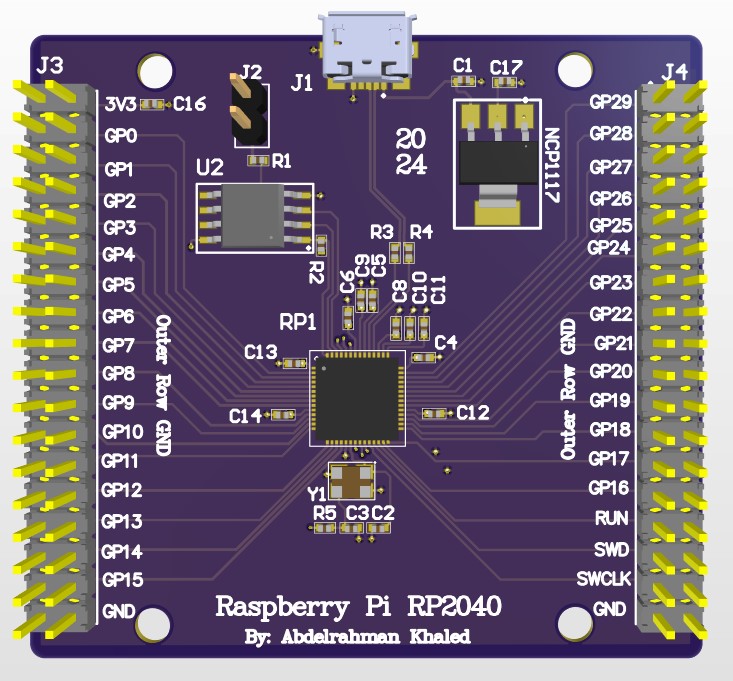 J3
J2
J1
C1
C17
J4
3V3
C16
GP0
GP1
GP2
GP3
GP4
GP5
GP6
GP7
GP8
GP9
GP10
GP11
GP12
GP13
GP14
GP15
GND
Outer Row GND
R1
U2
R2
20
24
NCP1117
R3
R4
C6
C9
C5
C8
C10
C11
RP1
C13
C4
C14
C12
Y1
R5
C3
C2
Outer Row GND
GP29
GP28
GP27
GP26
GP25
GP24
GP23
GP22
GP21
GP20
GP19
GP18
GP17
GP16
RUN
SWD
SWCLK
GND
Raspberry Pi RP2040
By: Abdelrahman Khaled